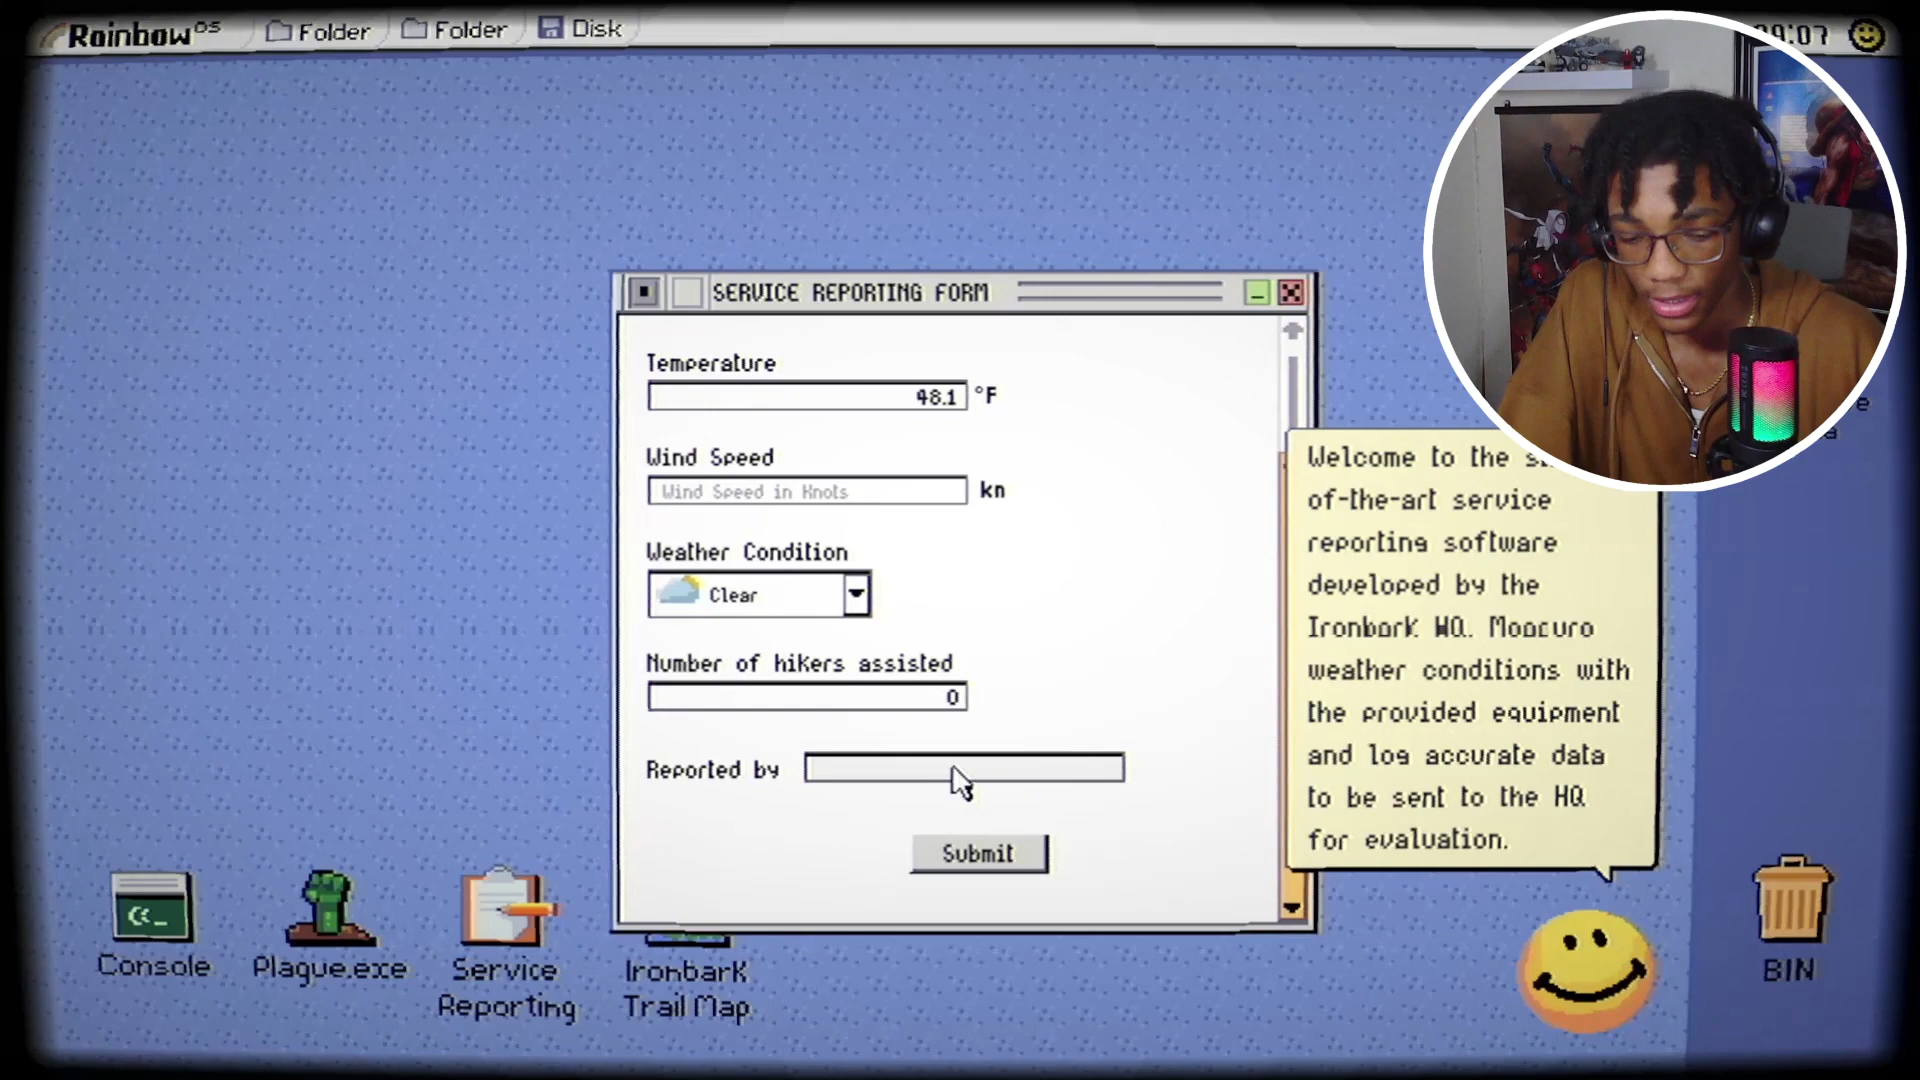 Rainbow OS
Folder
Folder
Disk
09:07
SERVICE REPORTING FORM
Temperature
48.1 °F
Wind Speed
Wind Speed in Knots kn
Weather Condition
Clear
Number of hikers assisted
0
Reported by
Submit
Welcome to the
of-the-art service
reporting software
developed by the
Ironbark HQ.
weather conditions with
the provided equipment
and log accurate data
to be sent to the HQ
for evaluation.
Console
Plague.exe
Service
Reporting
Ironbark
Trail Map
BIN